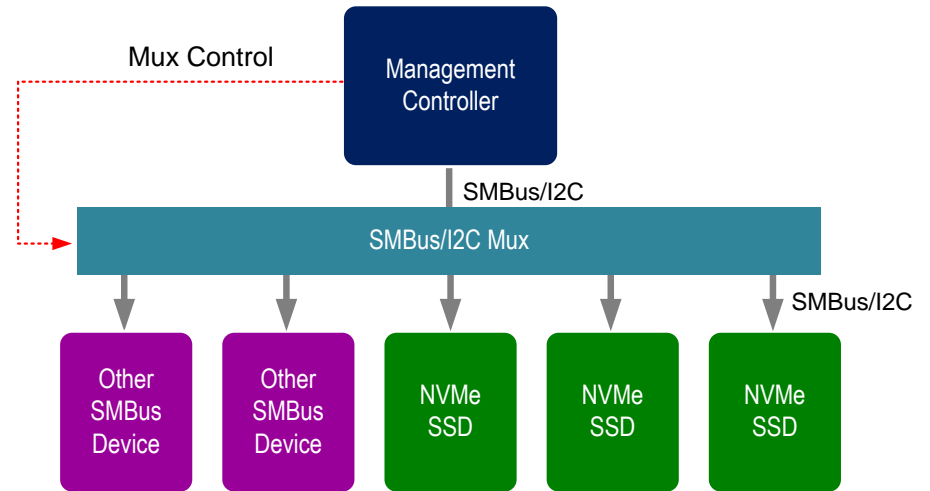 Mux Control
Management
Controller
SMBus/I2C
SMBus/I2C Mux
SMBus/I2C
Other
SMBus
Device
Other
SMBus
Device
NVMe
SSD
NVMe
SSD
NVMe
SSD